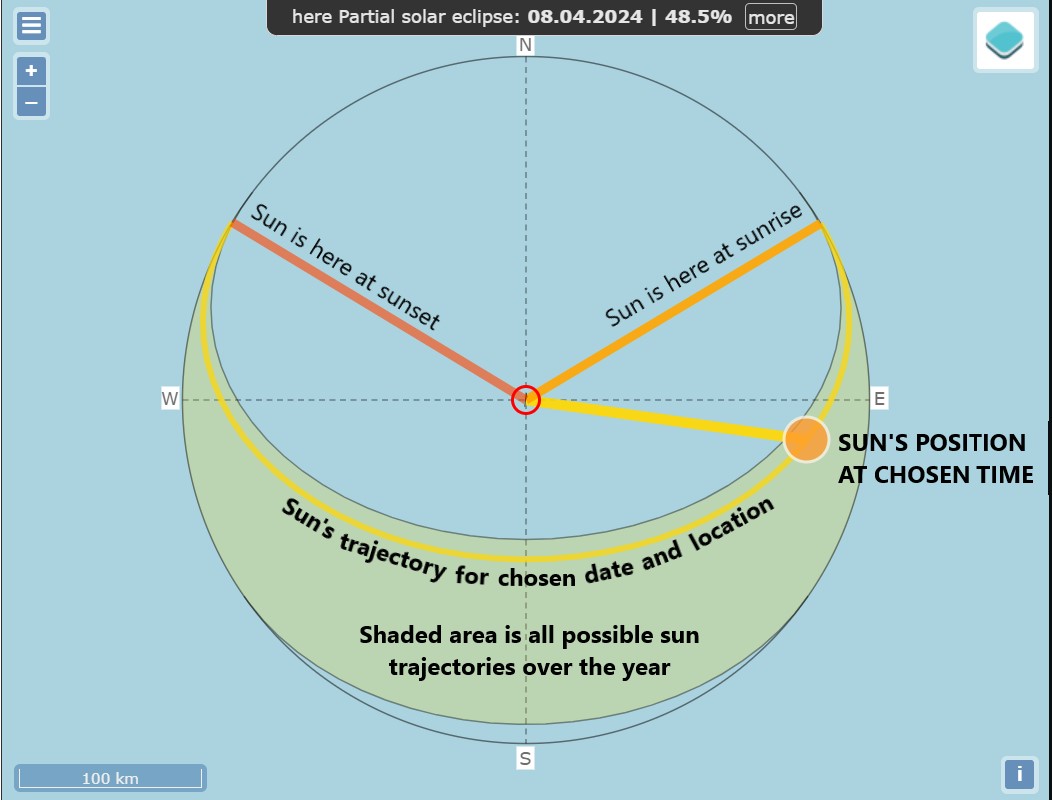 here Partial solar eclipse: 08.04.2024 | 48.5% more
+
–
N
Sun is here at sunset
Sun is here at sunrise
W
E
SUN'S POSITION
AT CHOSEN TIME
Sun's trajectory for chosen date and location
Shaded area is all possible sun
trajectories over the year
S
100 km
i